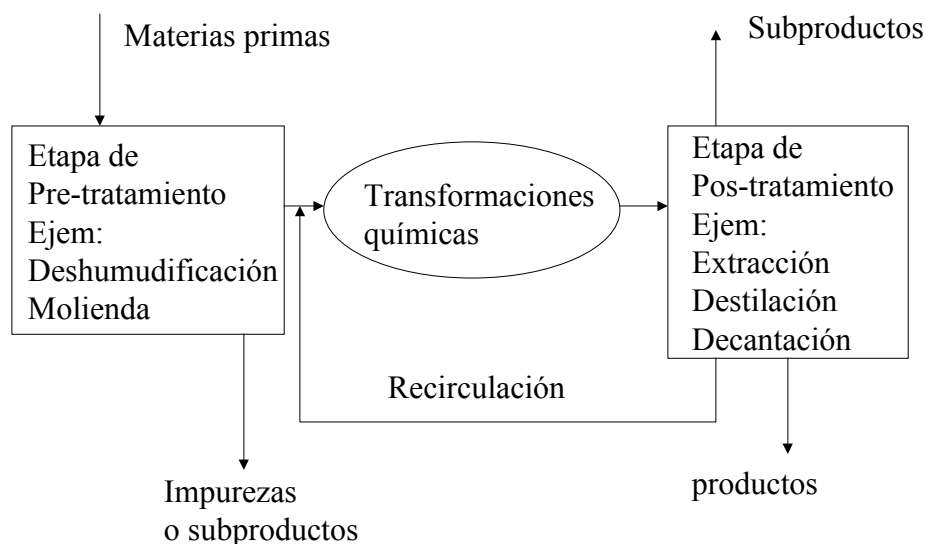 Materias primas
Subproductos
Etapa de
Pre-tratamiento
Ejem:
Deshumudificación
Molienda
Transformaciones
químicas
Etapa de
Pos-tratamiento
Ejem:
Extracción
Destilación
Decantación
Recirculación
Impurezas
o subproductos
productos